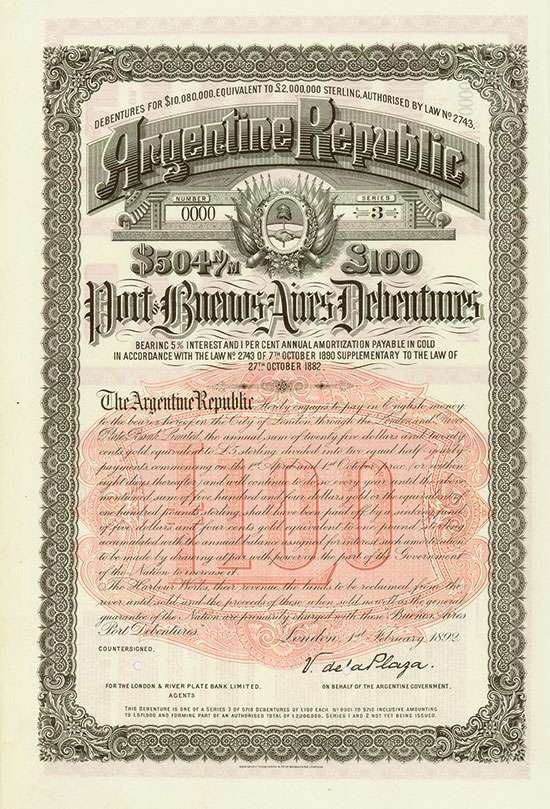 DEBENTURES FOR $10,080,000, EQUIVALENT TO £2,000,000 STERLING, AUTHORISED BY LAW Nº 2743.
Argentine Republic
NUMBER
0000
SERIES
3
$504 M/N £100
Port of Buenos Aires Debentures
BEARING 5% INTEREST AND 1 PER CENT ANNUAL AMORTIZATION PAYABLE IN GOLD
IN ACCORDANCE WITH THE LAW Nº 2743 OF 7TH OCTOBER 1890 SUPPLEMENTARY TO THE LAW OF
27TH OCTOBER 1882.
The Argentine Republic Hereby engages to pay in English money
to the bearer hereof in the City of London through the London and River
Plate Bank Limited the annual sum of twenty five dollars and twenty
cents gold equivalent to £5 sterling divided into two equal half-yearly
payments commencing on the 1st April and 1st October prox. (or within
eight days thereafter) and will continue to do so each year until the above
mentioned sum of five hundred and four dollars gold or say
one hundred pounds sterling shall have been paid off by a sinking fund
of five dollars and four cents gold equivalent to one pound sterling
accumulated with the annual balance assigned for interest such amortization
to be made by drawing at par with power on the part of the Government
of the Nation to increase it.
The Harbour Works, their revenue the lands to be reclaimed from the
river until sold and the proceeds of these when sold as well as the general
guarantee of the Nation are primarily charged with these Buenos Aires
Port Debentures.
London, 1st February, 1892.
£100
COUNTERSIGNED.
V. de la Plaza.
FOR THE LONDON & RIVER PLATE BANK LIMITED.
AGENTS
ON BEHALF OF THE ARGENTINE GOVERNMENT.
THIS DEBENTURE IS ONE OF A SERIES 3 OF 5718 DEBENTURES OF £100 EACH. Nº 0001 TO 5718 INCLUSIVE AMOUNTING
TO £571,800 AND FORMING PART OF AN AUTHORISED TOTAL OF £2,000,000. SERIES 1 AND 2 NOT YET BEING ISSUED.